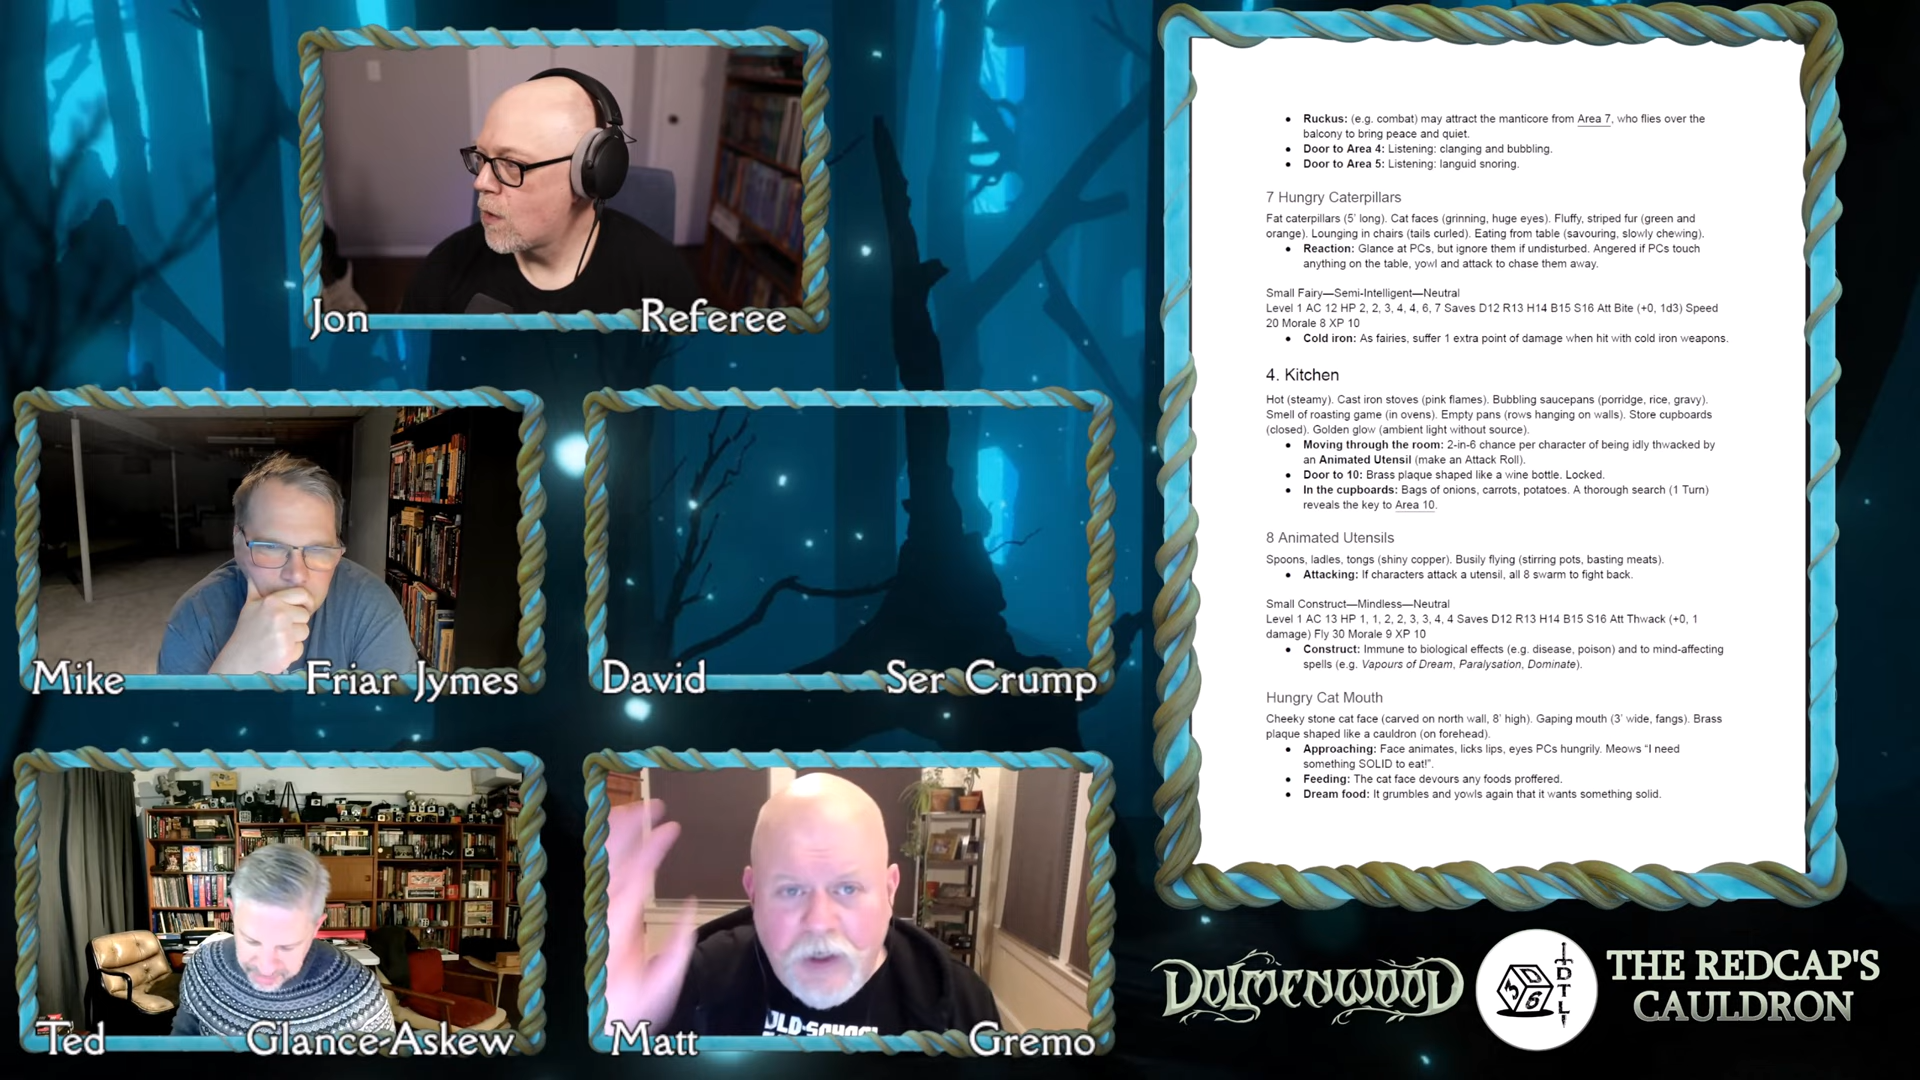 Jon Referee
Mike Friar Jymes
David Ser Crump
Ted Glance-Askew
OLD-SCHOOL
Matt Gremo
• Ruckus: (e.g. combat) may attract the manticore from Area 7, who flies over the
balcony to bring peace and quiet.
• Door to Area 4: Listening: clanging and bubbling.
• Door to Area 5: Listening: languid snoring.
7 Hungry Caterpillars
Fat caterpillars (5’ long). Cat faces (grinning, huge eyes). Fluffy, striped fur (green and
orange). Lounging in chairs (tails curled). Eating from table (savouring, slowly chewing).
• Reaction: Glance at PCs, but ignore them if undisturbed. Angered if PCs touch
anything on the table, yowl and attack to chase them away.
Small Fairy—Semi-Intelligent—Neutral
Level 1 AC 12 HP 2, 2, 3, 4, 4, 6, 7 Saves D12 R13 H14 B15 S16 Att Bite (+0, 1d3) Speed
20 Morale 8 XP 10
• Cold iron: As fairies, suffer 1 extra point of damage when hit with cold iron weapons.
4. Kitchen
Hot (steamy). Cast iron stoves (pink flames). Bubbling saucepans (porridge, rice, gravy).
Smell of roasting game (in ovens). Empty pans (rows hanging on walls). Store cupboards
(closed). Golden glow (ambient light without source).
• Moving through the room: 2-in-6 chance per character of being idly thwacked by
an Animated Utensil (make an Attack Roll).
• Door to 10: Brass plaque shaped like a wine bottle. Locked.
• In the cupboards: Bags of onions, carrots, potatoes. A thorough search (1 Turn)
reveals the key to Area 10.
8 Animated Utensils
Spoons, ladles, tongs (shiny copper). Busily flying (stirring pots, basting meats).
• Attacking: If characters attack a utensil, all 8 swarm to fight back.
Small Construct—Mindless—Neutral
Level 1 AC 13 HP 1, 1, 2, 2, 3, 3, 4, 4 Saves D12 R13 H14 B15 S16 Att Thwack (+0, 1
damage) Fly 30 Morale 9 XP 10
• Construct: Immune to biological effects (e.g. disease, poison) and to mind-affecting
spells (e.g. Vapours of Dream, Paralysation, Dominate).
Hungry Cat Mouth
Cheeky stone cat face (carved on north wall, 8’ high). Gaping mouth (3’ wide, fangs). Brass
plaque shaped like a cauldron (on forehead).
• Approaching: Face animates, licks lips, eyes PCs hungrily. Meows “I need
something SOLID to eat!”.
• Feeding: The cat face devours any foods proffered.
• Dream food: It grumbles and yowls again that it wants something solid.
DOLMENWOOD
3D6 DTL
THE REDCAP'S
CAULDRON